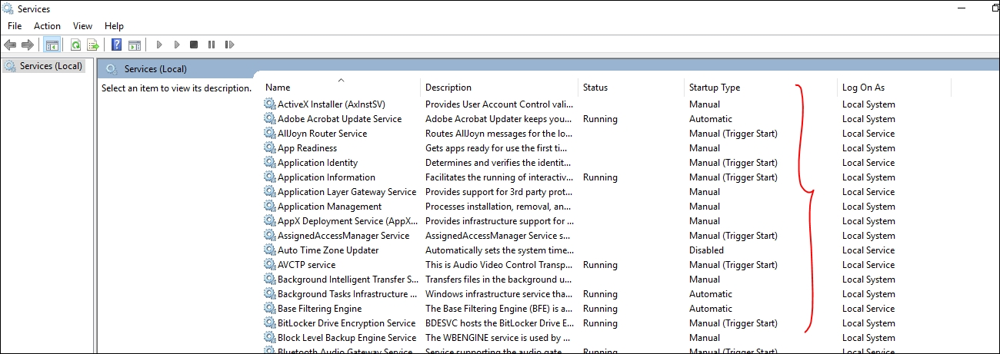 Services
File Action View Help
Services (Local)
Services (Local)
Select an item to view its description.
Name Description Status Startup Type Log On As
ActiveX Installer (AxInstSV) Provides User Account Control vali... Manual Local System
Adobe Acrobat Update Service Adobe Acrobat Updater keeps you... Running Automatic Local System
AllJoyn Router Service Routes AllJoyn messages for the lo... Manual (Trigger Start) Local Service
App Readiness Gets apps ready for use the first ti... Manual Local System
Application Identity Determines and verifies the identit... Manual (Trigger Start) Local Service
Application Information Facilitates the running of interactiv... Running Manual (Trigger Start) Local System
Application Layer Gateway Service Provides support for 3rd party prot... Manual Local Service
Application Management Processes installation, removal, an... Manual Local System
AppX Deployment Service (AppX... Provides infrastructure support for ... Manual Local System
AssignedAccessManager Service AssignedAccessManager Service s... Manual (Trigger Start) Local System
Auto Time Zone Updater Automatically sets the system time... Disabled Local Service
AVCTP service This is Audio Video Control Transp... Running Manual (Trigger Start) Local Service
Background Intelligent Transfer S... Transfers files in the background u... Manual Local System
Background Tasks Infrastructure ... Windows infrastructure service tha... Running Automatic Local System
Base Filtering Engine The Base Filtering Engine (BFE) is a... Running Automatic Local Service
BitLocker Drive Encryption Service BDESVC hosts the BitLocker Drive E... Running Manual (Trigger Start) Local System
Block Level Backup Engine Service The WBENGINE service is used by ... Manual Local System
Bluetooth Audio Gateway Service Service supporting the audio gate... Running Manual (Trigger Start) Local Service